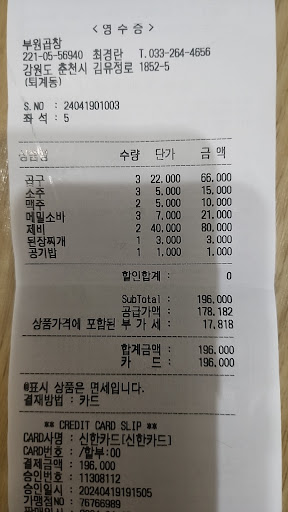 < 영 수 증 >
부원곱창
221-05-56940 최경란 T.033-264-4656
강원도 춘천시 김유정로 1852-5
(퇴계동)
S.NO : 24041901003
좌 석 : 5
수량 단가 금 액
곱구 3 22,000 66,000
소주 3 5,000 15,000
맥주 2 5,000 10,000
메밀소바 3 7,000 21,000
제비 2 40,000 80,000
된장찌개 1 3,000 3,000
공기밥 1 1,000 1,000
할인합계 : 0
SubTotal : 196,000
공급가액 : 178,182
상품가격에 포함된 부 가 세 : 17,818
합계금액 : 196,000
카 드 : 196,000
@표시 상품은 면세입니다.
결재방법 : 카드
** CREDIT CARD SLIP **
CARD사명 : 신한카드[신한카드]
CARD번호 : /할부:00
결제금액 : 196,000
승인번호 : 11308112
승인일시 : 20240419191505
가맹점NO : 76766989